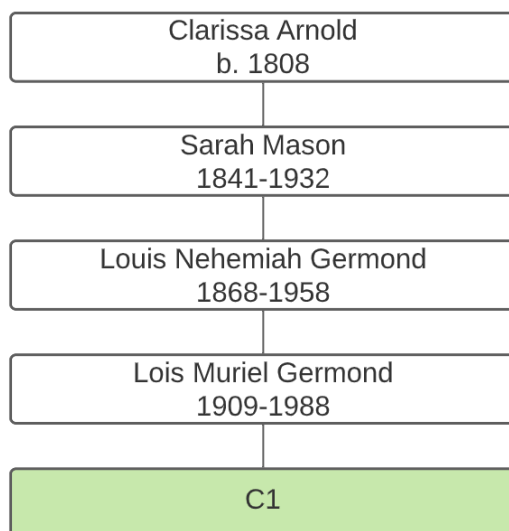 Clarissa Arnold
b. 1808
Sarah Mason
1841-1932
Louis Nehemiah Germond
1868-1958
Lois Muriel Germond
1909-1988
C1